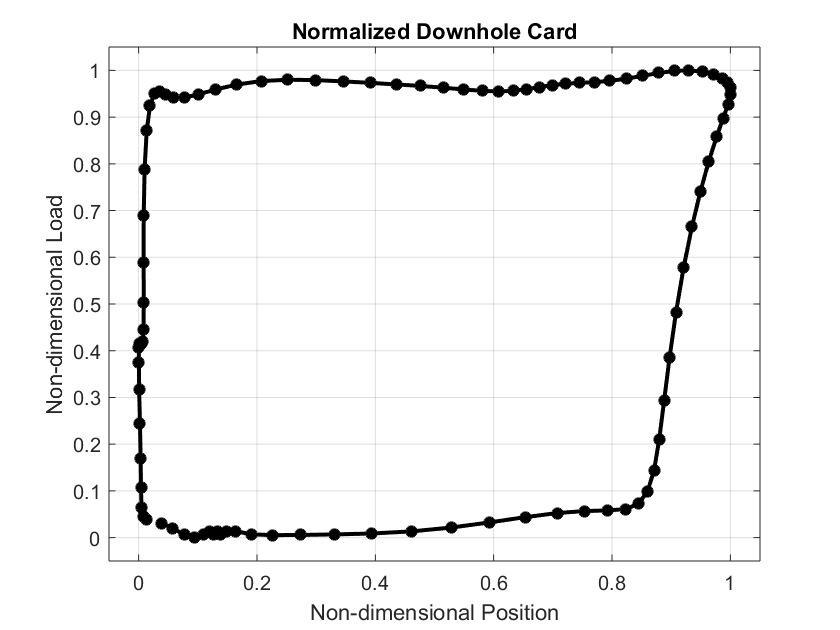 Normalized Downhole Card
1
0.9
0.8
0.7
0.6
0.5
0.4
0.3
0.2
0.1
0
Non-dimensional Load
0 0.2 0.4 0.6 0.8 1
Non-dimensional Position